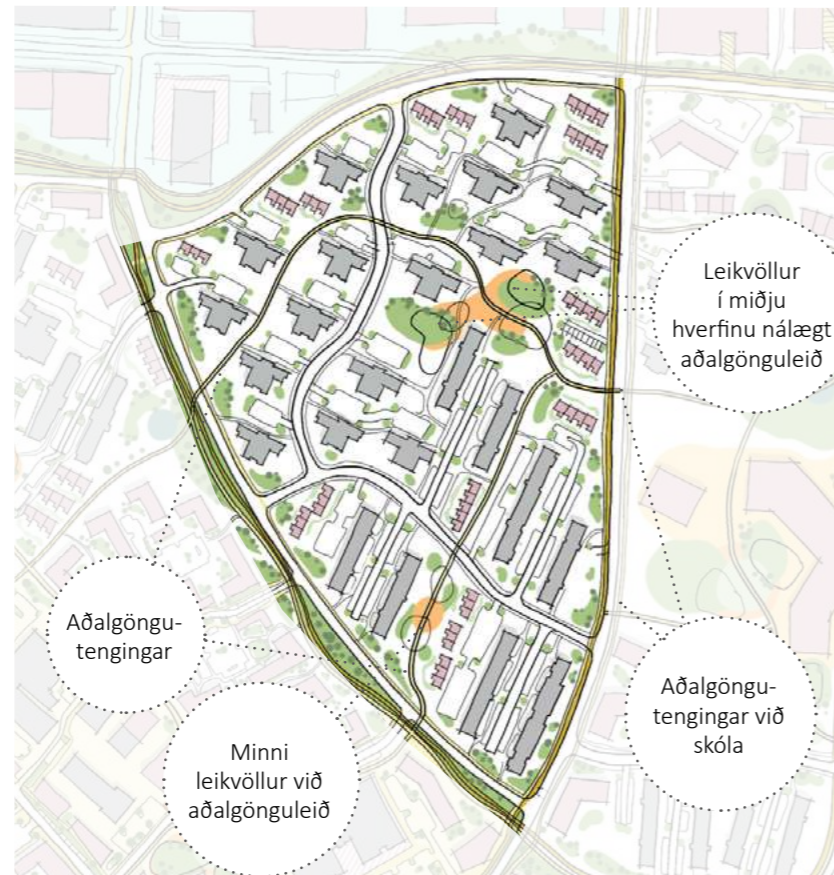 Leikvöllur
í miðju
hverfinu nálægt
aðalgönguleið
Aðalgöngu-
tengingar
Aðalgöngu-
tengingar við
skóla
Minni
leikvöllur við
aðalgönguleið